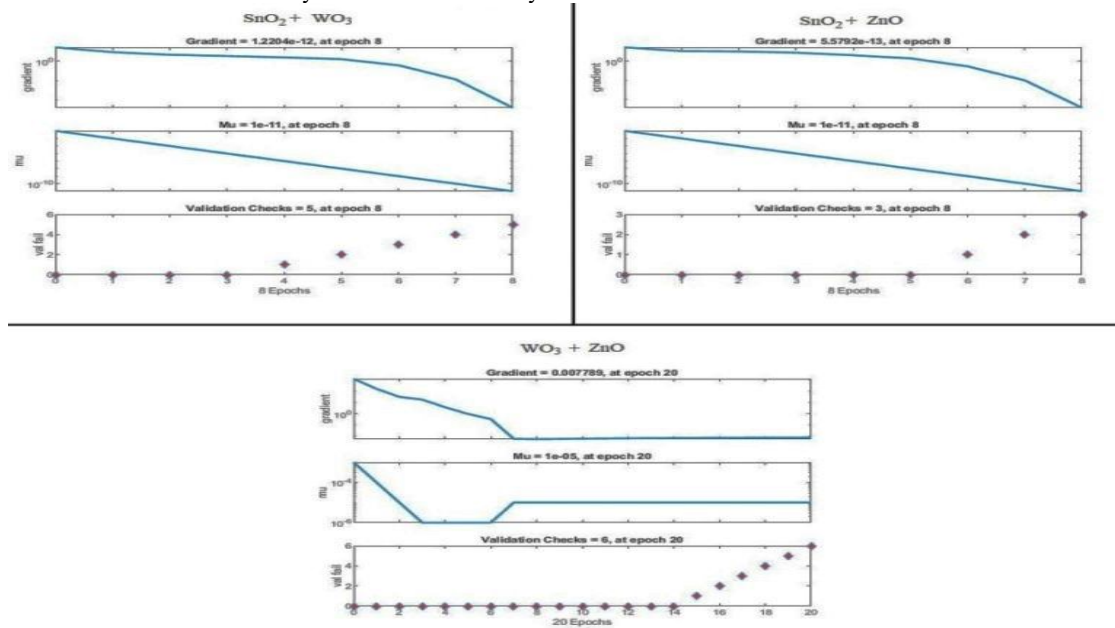 SnO2 + WO3
Gradient = 1.2204e-12, at epoch 8
10^0
gradient
Mu = 1e-11, at epoch 8
mu
10^-10
Validation Checks = 5, at epoch 8
6
4
2
0
val fail
0 1 2 3 4 5 6 7 8
8 Epochs
SnO2 + ZnO
Gradient = 5.5792e-13, at epoch 8
10^0
gradient
Mu = 1e-11, at epoch 8
mu
10^-10
Validation Checks = 3, at epoch 8
3
2
1
0
val fail
0 1 2 3 4 5 6 7 8
8 Epochs
WO3 + ZnO
Gradient = 0.007789, at epoch 20
gradient
10^0
Mu = 1e-05, at epoch 20
10^-4
mu
Validation Checks = 6, at epoch 20
6
4
2
0
val fail
0 2 4 6 8 10 12 14 16 18 20
20 Epochs